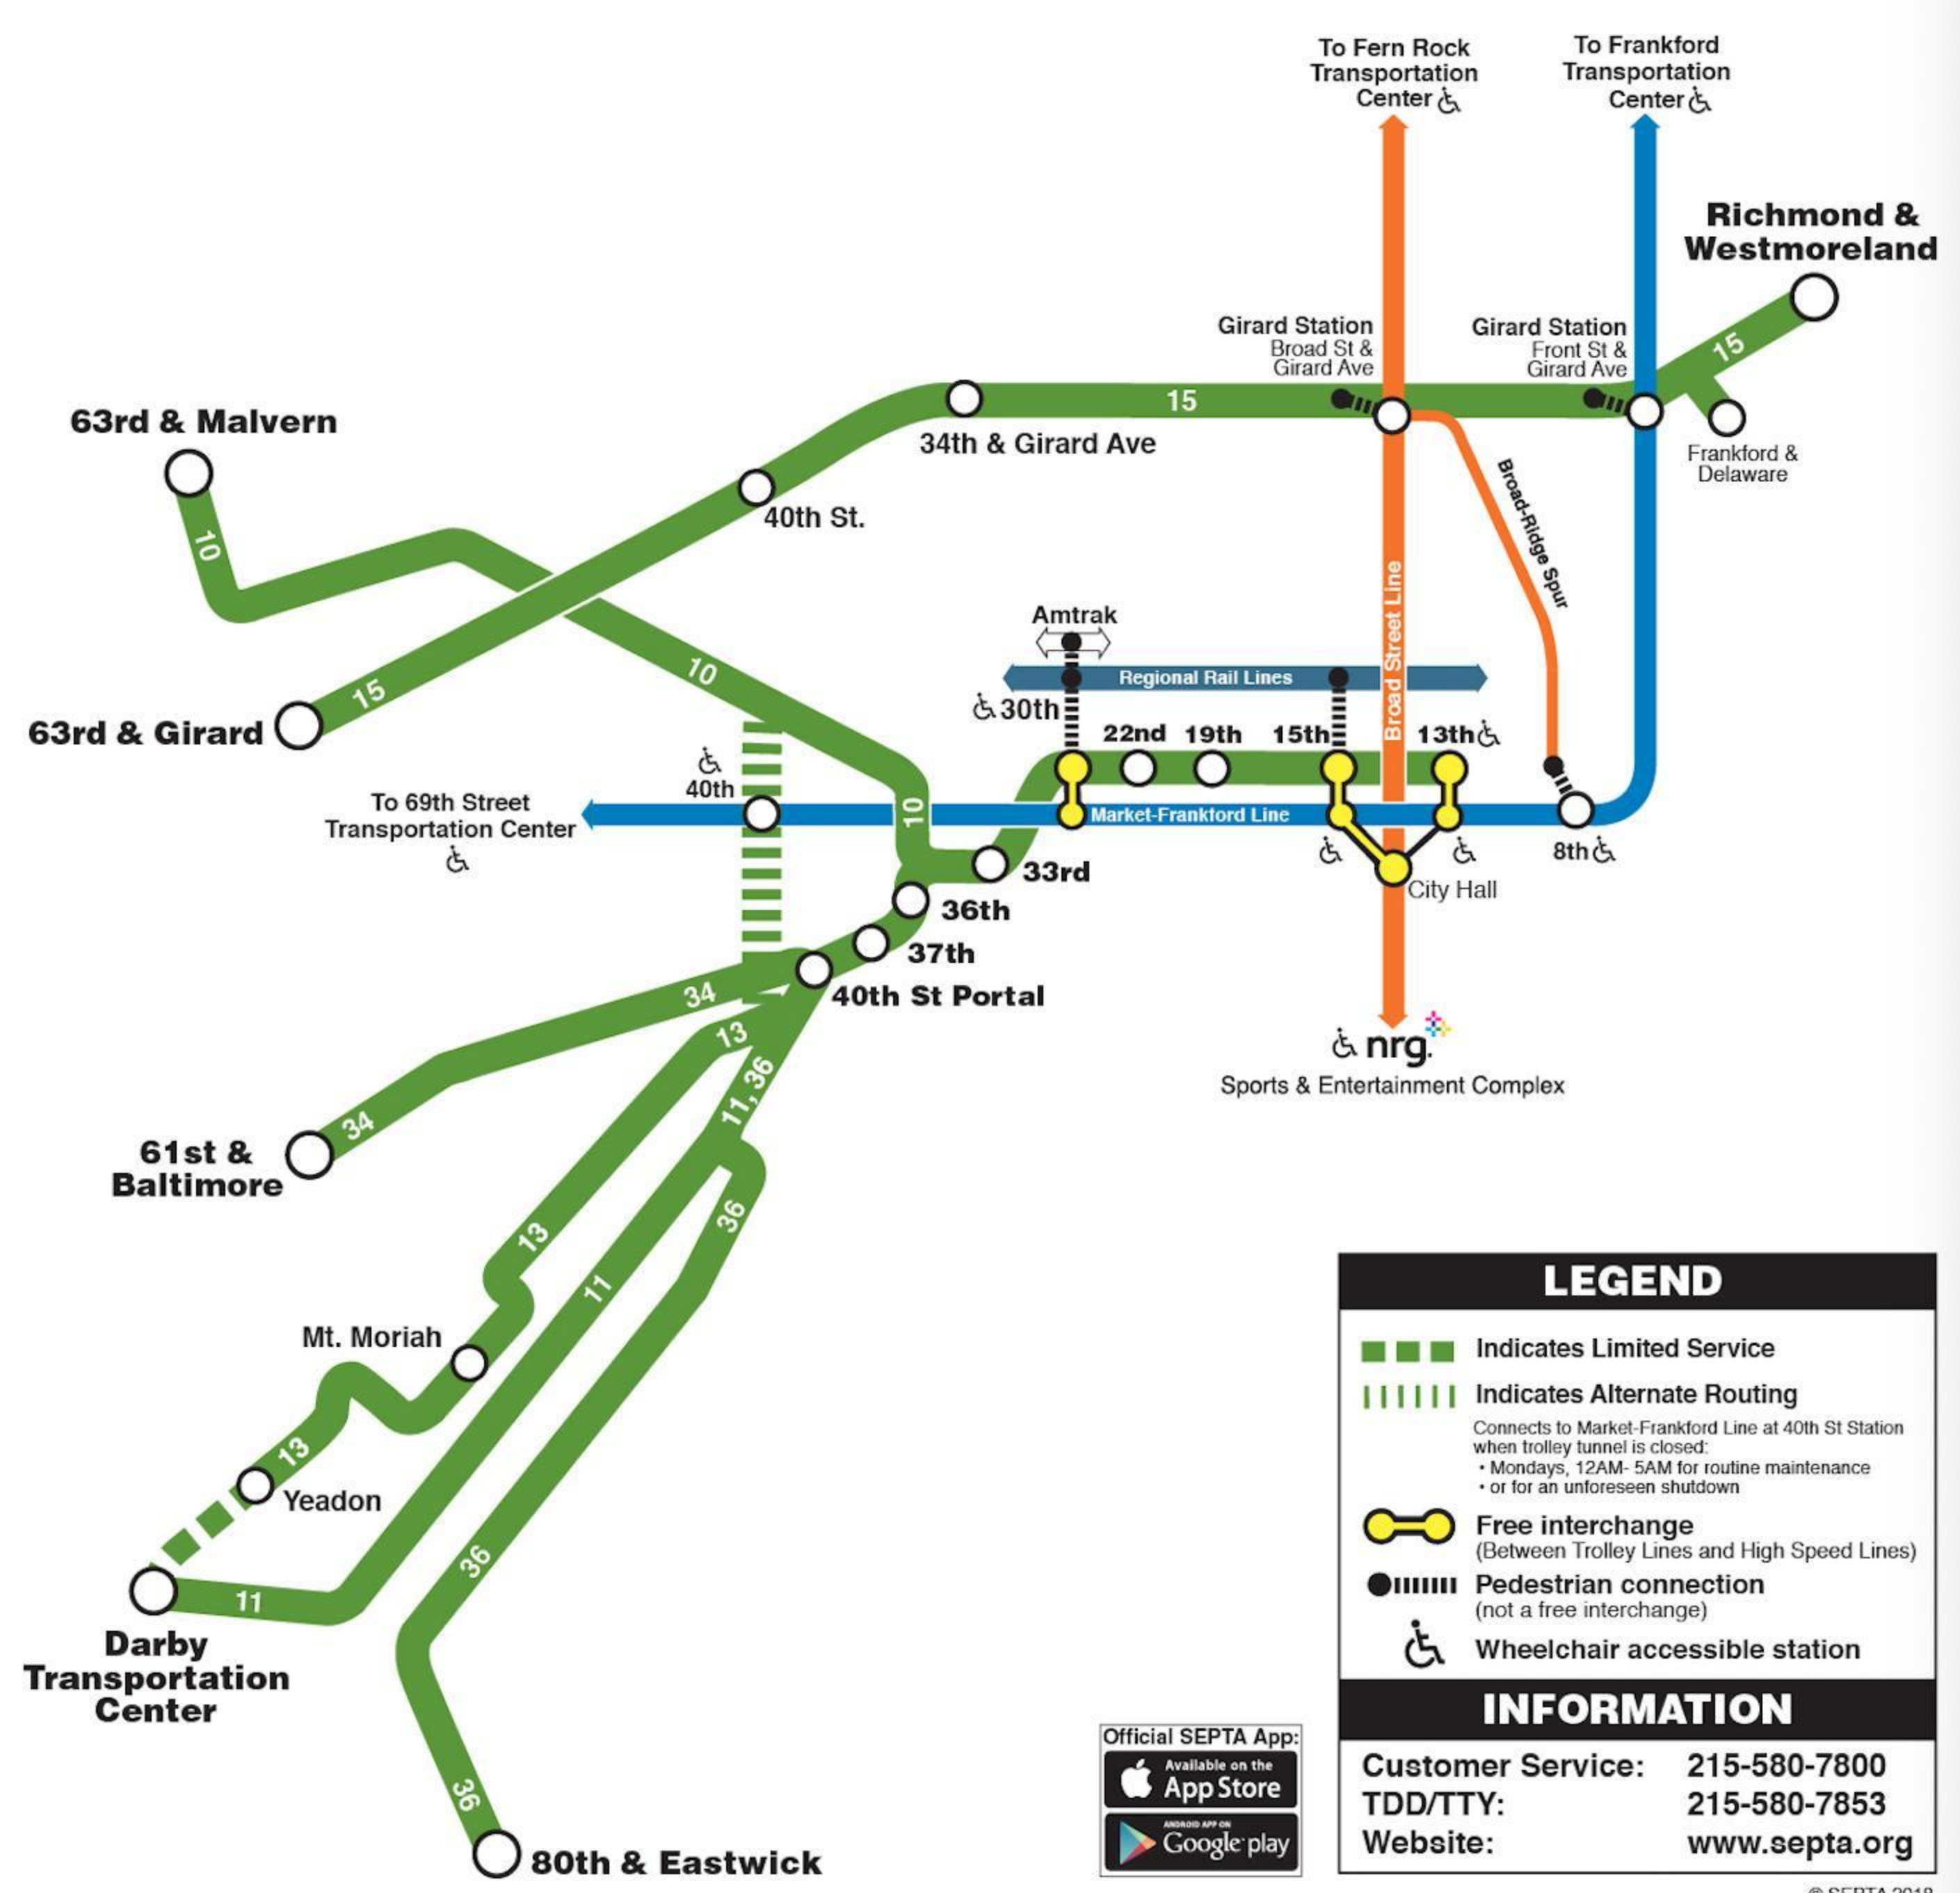 To Fern Rock
Transportation
Center
To Frankford
Transportation
Center
Richmond &
Westmoreland
Girard Station
Broad St &
Girard Ave
Girard Station
Front St &
Girard Ave
15
15
63rd & Malvern
34th & Girard Ave
Frankford &
Delaware
10
40th St.
Broad-Ridge Spur
Broad Street Line
Amtrak
10
15
Regional Rail Lines
63rd & Girard
30th
22nd
19th
15th
13th
40th
To 69th Street
Transportation Center
10
Market-Frankford Line
8th
33rd
City Hall
36th
37th
40th St Portal
34
13
11, 36
nrg.
Sports & Entertainment Complex
34
61st &
Baltimore
36
13
11
Mt. Moriah
13
Yeadon
36
11
Darby
Transportation
Center
36
80th & Eastwick
LEGEND
Indicates Limited Service
Indicates Alternate Routing
Connects to Market-Frankford Line at 40th St Station
when trolley tunnel is closed:
• Mondays, 12AM- 5AM for routine maintenance
• or for an unforeseen shutdown
Free interchange
(Between Trolley Lines and High Speed Lines)
Pedestrian connection
(not a free interchange)
Wheelchair accessible station
INFORMATION
Customer Service: 215-580-7800
TDD/TTY: 215-580-7853
Website: www.septa.org
Official SEPTA App:
Available on the
App Store
ANDROID APP ON
Google play